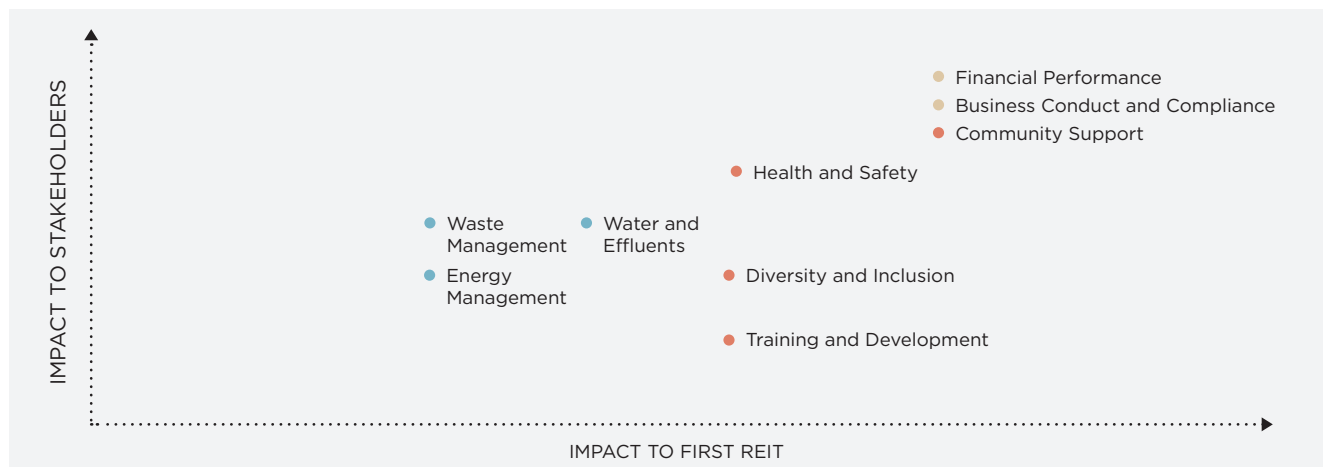 IMPACT TO STAKEHOLDERS
Financial Performance
Business Conduct and Compliance
Community Support
Health and Safety
Waste
Management
Water and
Effluents
Energy
Management
Diversity and Inclusion
Training and Development
IMPACT TO FIRST REIT